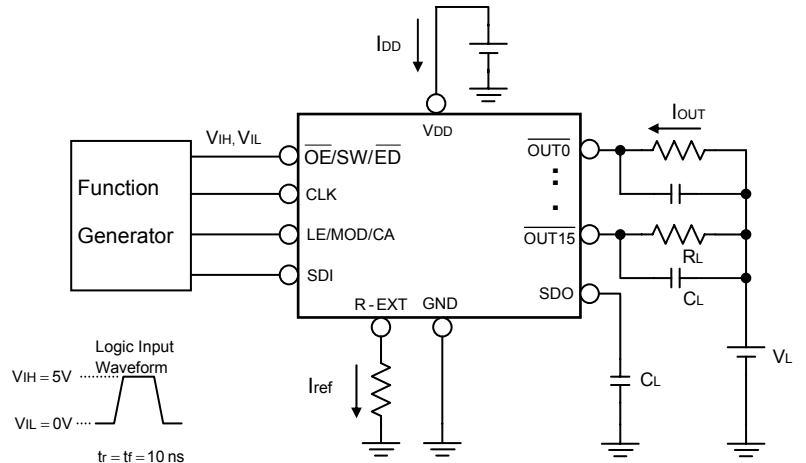 IDD
VDD
VIH, VIL
IOUT
Function
Generator
OE/SW/ED
CLK
LE/MOD/CA
SDI
OUT0
OUT15
SDO
R-EXT
GND
RL
CL
CL
VL
Iref
Logic Input
Waveform
VIH = 5V
VIL = 0V
tr = tf = 10 ns